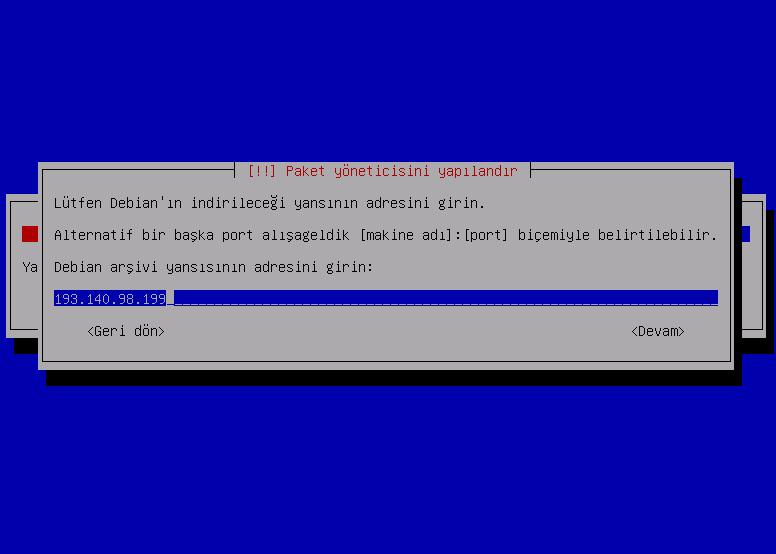 [!!] Paket yöneticisini yapılandır
Lütfen Debian'ın indirileceği yansının adresini girin.
Alternatif bir başka port alışageldik [makine adı]:[port] biçemiyle belirtilebilir.
Ya
Debian arşivi yansısının adresini girin:
193.140.98.199
<Geri dön> <Devam>